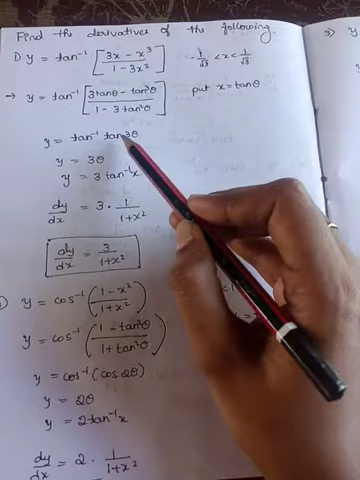 Find the derivatives of the following.
1) y = tan⁻¹ [ (3x - x³) / (1 - 3x²) ] -1/√3 < x < 1/√3
→ y = tan⁻¹ [ (3tanθ - tan³θ) / (1 - 3tan²θ) ] put x = tanθ
y = tan⁻¹ tan3θ
y = 3θ
y = 3 tan⁻¹x
dy/dx = 3 · 1/(1+x²)
dy/dx = 3/(1+x²)
y = cos⁻¹ ( (1 - x²) / (1 + x²) )
y = cos⁻¹ ( (1 - tan²θ) / (1 + tan²θ) )
y = cos⁻¹ (cos2θ)
y = 2θ
y = 2tan⁻¹x
dy/dx = 2 · 1/(1+x²)
3) y